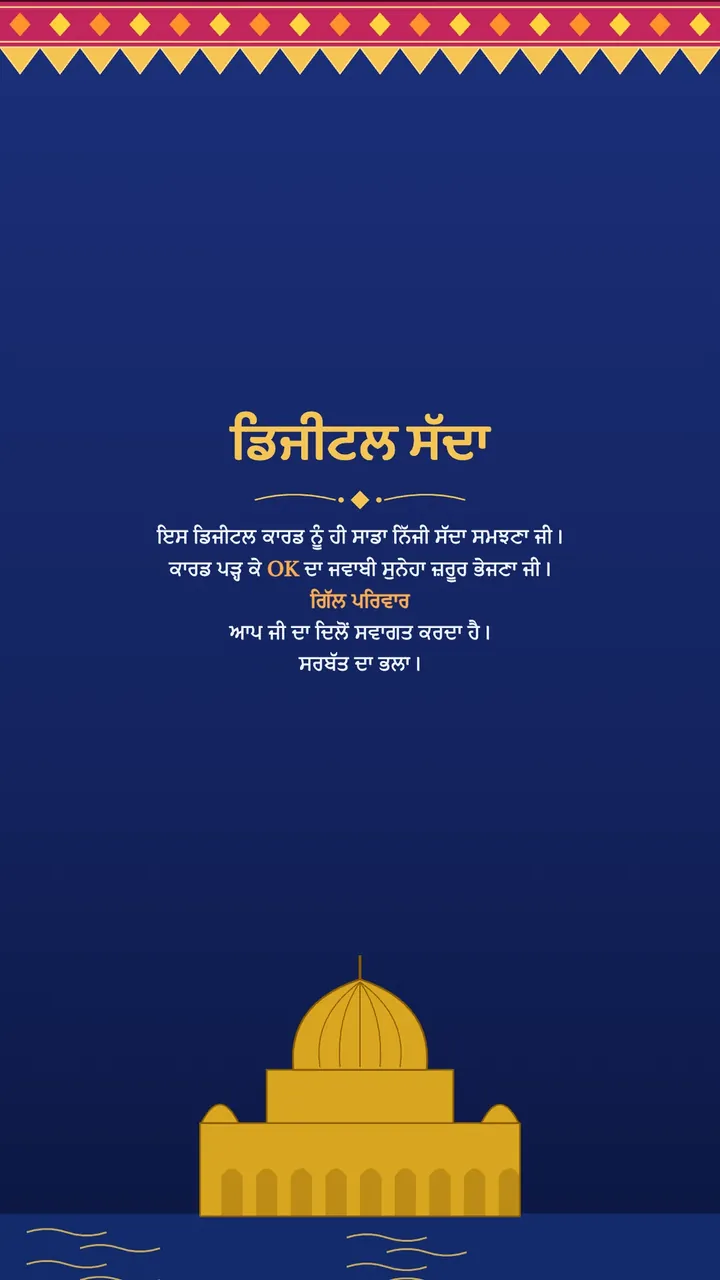 ਡਿਜੀਟਲ ਸੱਦਾ
ਇਸ ਡਿਜੀਟਲ ਕਾਰਡ ਨੂੰ ਹੀ ਸਾਡਾ ਨਿੱਜੀ ਸੱਦਾ ਸਮਝਣਾ ਜੀ।
ਕਾਰਡ ਪੜ੍ਹ ਕੇ OK ਦਾ ਜਵਾਬੀ ਸੁਨੇਹਾ ਜ਼ਰੂਰ ਭੇਜਣਾ ਜੀ।
ਗਿੱਲ ਪਰਿਵਾਰ
ਆਪ ਜੀ ਦਾ ਦਿਲੋਂ ਸਵਾਗਤ ਕਰਦਾ ਹੈ।
ਸਰਬੱਤ ਦਾ ਭਲਾ।